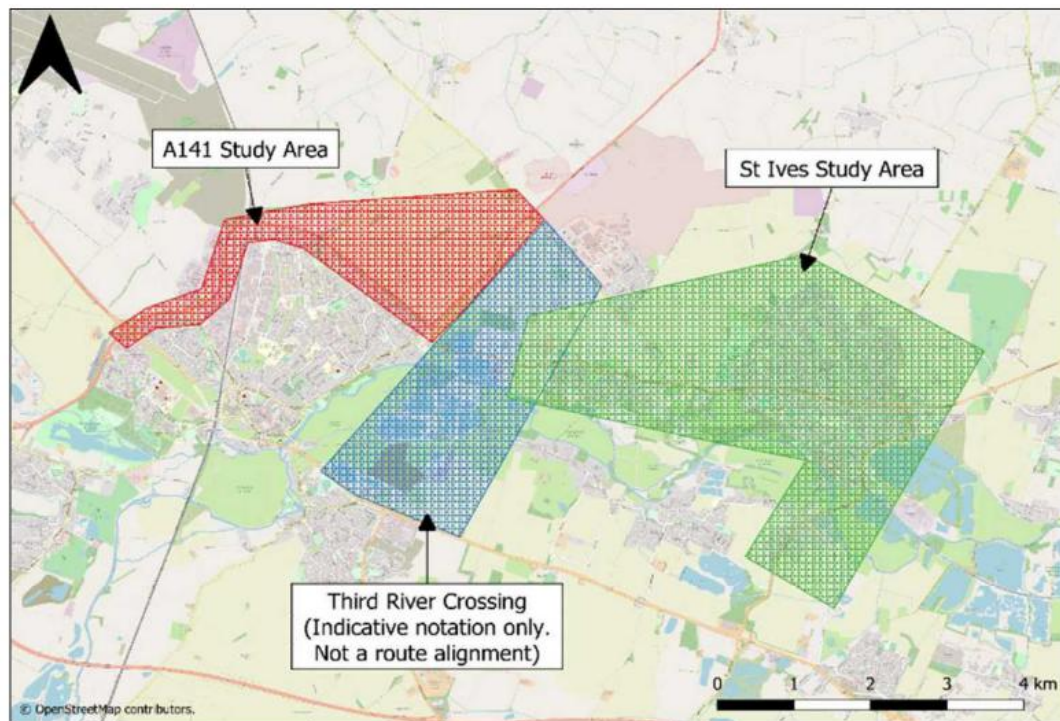 A141 Study Area
St Ives Study Area
Third River Crossing
(Indicative notation only.
Not a route alignment)
0 1 2 3 4 km
© OpenStreetMap contributors.